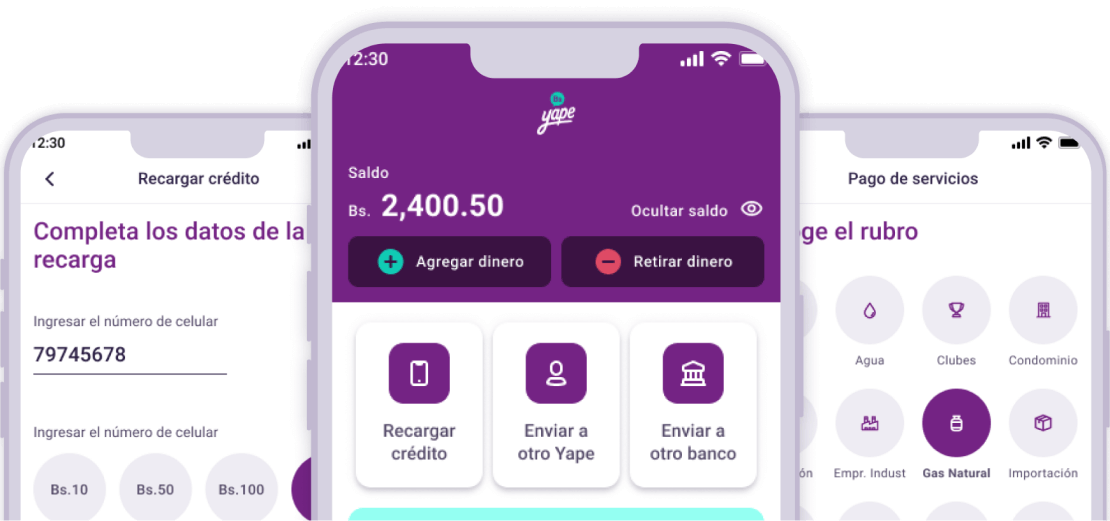 12:30
Recargar crédito
Completa los datos de la
recarga
Ingresar el número de celular
79745678
Ingresar el número de celular
Bs.10
Bs.50
Bs.100
12:30
Bs
yape
Saldo
Bs. 2,400.50
Ocultar saldo
Agregar dinero
Retirar dinero
Recargar
crédito
Enviar a
otro Yape
Enviar a
otro banco
Pago de servicios
ge el rubro
Agua
Clubes
Condominio
ón
Empr. Indust
Gas Natural
Importación